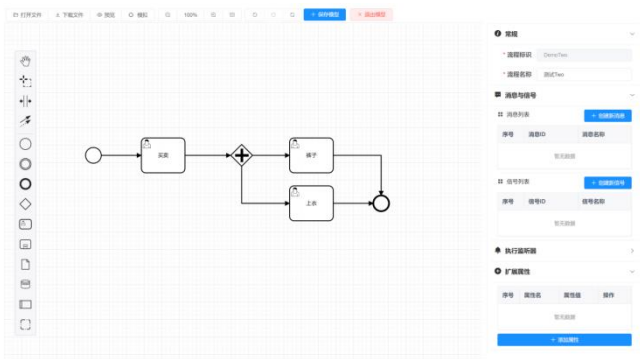 打开文件 下载文件 预览 模拟 100% + 保存模型 × 退出模型
常规
* 流程标识 DemoTwo
* 流程名称 测试Two
消息与信号
消息列表 + 创建新消息
序号 消息ID 消息名称
暂无数据
信号列表 + 创建新信号
序号 信号ID 信号名称
暂无数据
执行监听器
扩展属性
序号 属性名 属性值 操作
暂无数据
+ 添加属性
买套
裤子
上衣